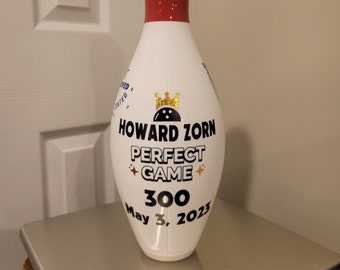 HOWARD ZORN
PERFECT
GAME
300
May 3, 2023